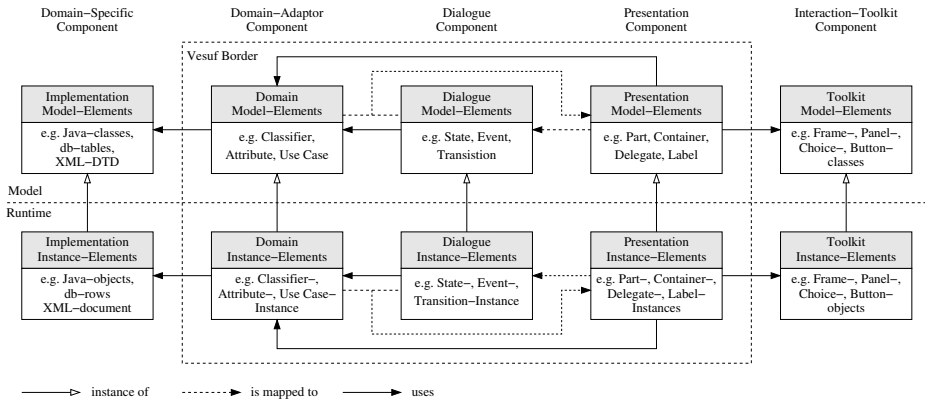 Domain−Specific Component
Domain−Adaptor Component
Dialogue Component
Presentation Component
Interaction−Toolkit Component
Vesuf Border
Implementation Model−Elements
e.g. Java−classes,
db−tables,
XML−DTD
Domain Model−Elements
e.g. Classifier,
Attribute, Use Case
Dialogue Model−Elements
e.g. State, Event,
Transistion
Presentation Model−Elements
e.g. Part, Container,
Delegate, Label
Toolkit Model−Elements
e.g. Frame−, Panel−,
Choice−, Button−
classes
Model
Runtime
Implementation Instance−Elements
e.g. Java−objects,
db−rows
XML−document
Domain Instance−Elements
e.g. Classifier−,
Attribute−, Use Case−
Instance
Dialogue Instance−Elements
e.g. State−, Event−,
Transition−Instance
Presentation Instance−Elements
e.g. Part−, Container−,
Delegate−, Label−
Instances
Toolkit Instance−Elements
e.g. Frame−, Panel−,
Choice−, Button−
objects
instance of
is mapped to
uses